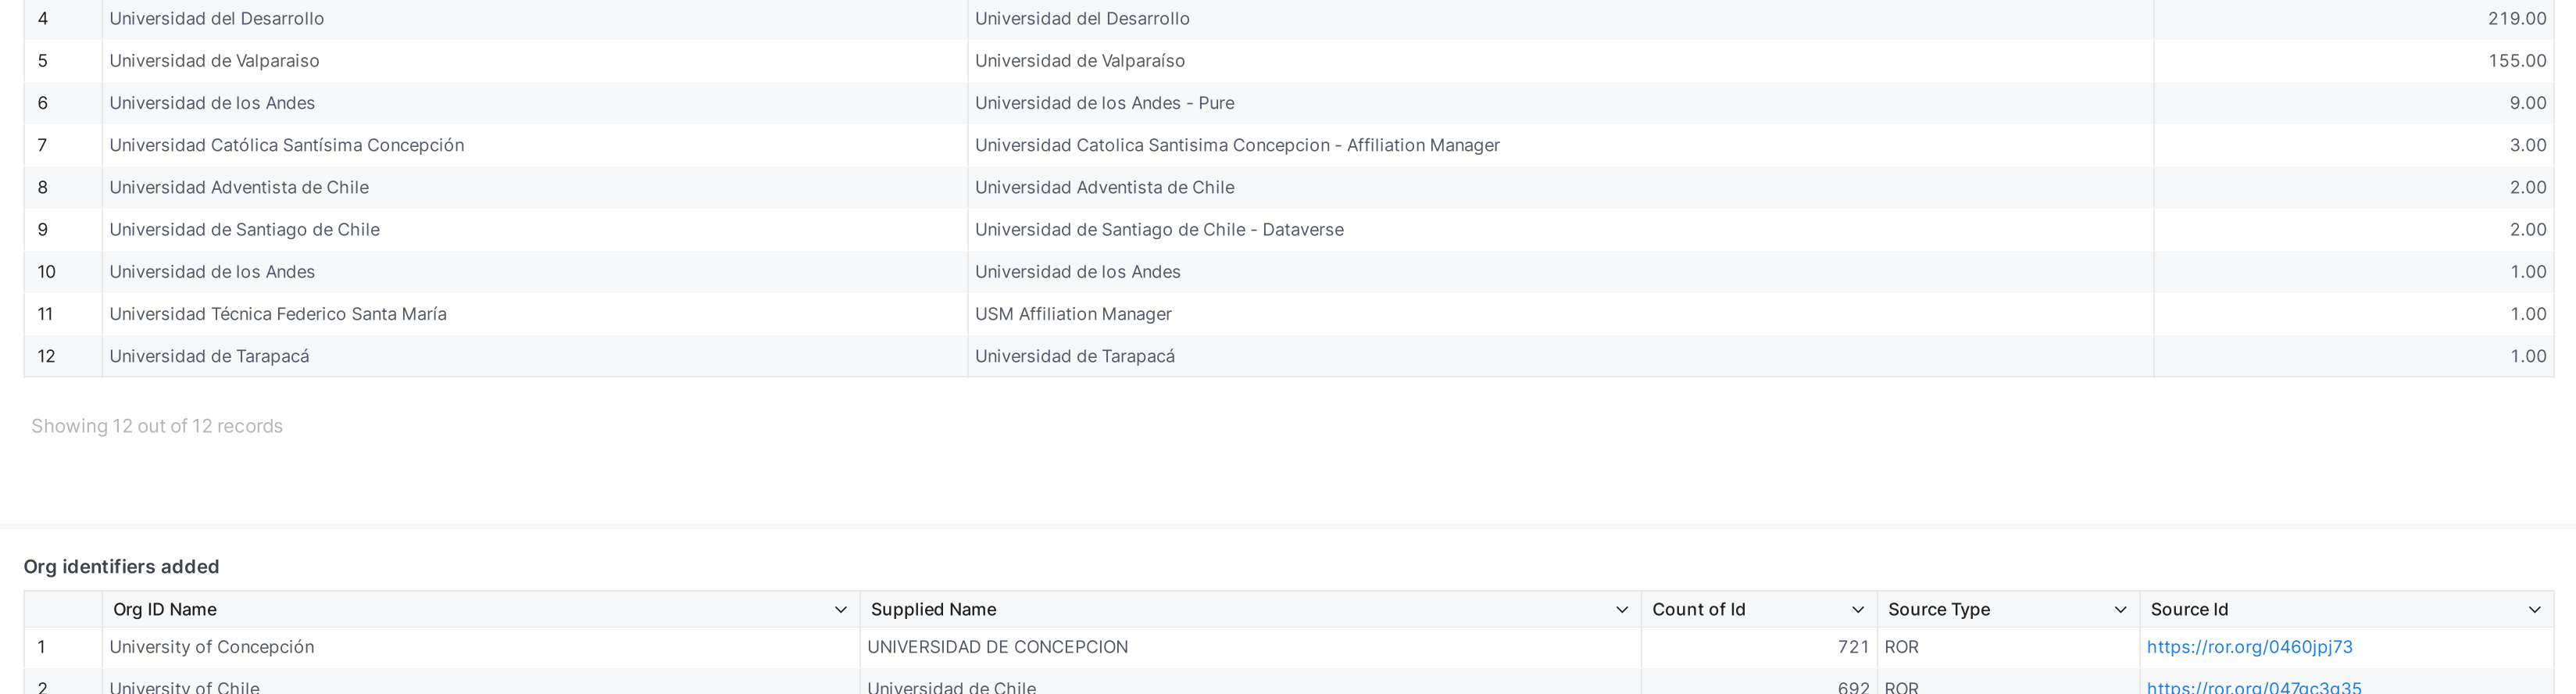 4 Universidad del Desarrollo Universidad del Desarrollo 219.00
5 Universidad de Valparaiso Universidad de Valparaíso 155.00
6 Universidad de los Andes Universidad de los Andes - Pure 9.00
7 Universidad Católica Santísima Concepción Universidad Catolica Santisima Concepcion - Affiliation Manager 3.00
8 Universidad Adventista de Chile Universidad Adventista de Chile 2.00
9 Universidad de Santiago de Chile Universidad de Santiago de Chile - Dataverse 2.00
10 Universidad de los Andes Universidad de los Andes 1.00
11 Universidad Técnica Federico Santa María USM Affiliation Manager 1.00
12 Universidad de Tarapacá Universidad de Tarapacá 1.00
Showing 12 out of 12 records
Org identifiers added
Org ID Name Supplied Name Count of Id Source Type Source Id
1 University of Concepción UNIVERSIDAD DE CONCEPCION 721 ROR https://ror.org/0460jpj73
2 University of Chile Universidad de Chile 692 ROR https://ror.org/047gc3g35